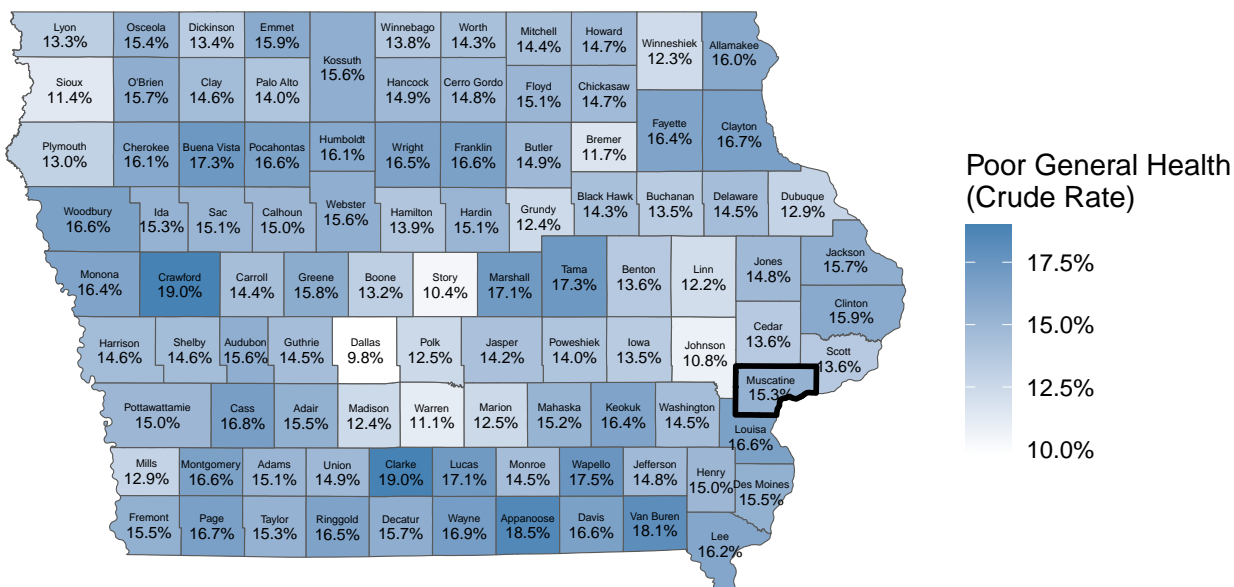 Lyon
13.3%
Osceola
15.4%
Dickinson
13.4%
Emmet
15.9%
Kossuth
15.6%
Winnebago
13.8%
Worth
14.3%
Mitchell
14.4%
Howard
14.7%
Winneshiek
12.3%
Allamakee
16.0%
Sioux
11.4%
O'Brien
15.7%
Clay
14.6%
Palo Alto
14.0%
Hancock
14.9%
Cerro Gordo
14.8%
Floyd
15.1%
Chickasaw
14.7%
Fayette
16.4%
Clayton
16.7%
Plymouth
13.0%
Cherokee
16.1%
Buena Vista
17.3%
Pocahontas
16.6%
Humboldt
16.1%
Wright
16.5%
Franklin
16.6%
Butler
14.9%
Bremer
11.7%
Woodbury
16.6%
Ida
15.3%
Sac
15.1%
Calhoun
15.0%
Webster
15.6%
Hamilton
13.9%
Hardin
15.1%
Grundy
12.4%
Black Hawk
14.3%
Buchanan
13.5%
Delaware
14.5%
Dubuque
12.9%
Monona
16.4%
Crawford
19.0%
Carroll
14.4%
Greene
15.8%
Boone
13.2%
Story
10.4%
Marshall
17.1%
Tama
17.3%
Benton
13.6%
Linn
12.2%
Jones
14.8%
Jackson
15.7%
Clinton
15.9%
Harrison
14.6%
Shelby
14.6%
Audubon
15.6%
Guthrie
14.5%
Dallas
9.8%
Polk
12.5%
Jasper
14.2%
Poweshiek
14.0%
Iowa
13.5%
Johnson
10.8%
Cedar
13.6%
Scott
13.6%
Muscatine
15.3%
Pottawattamie
15.0%
Cass
16.8%
Adair
15.5%
Madison
12.4%
Warren
11.1%
Marion
12.5%
Mahaska
15.2%
Keokuk
16.4%
Washington
14.5%
Louisa
16.6%
Mills
12.9%
Montgomery
16.6%
Adams
15.1%
Union
14.9%
Clarke
19.0%
Lucas
17.1%
Monroe
14.5%
Wapello
17.5%
Jefferson
14.8%
Henry
15.0%
Des Moines
15.5%
Fremont
15.5%
Page
16.7%
Taylor
15.3%
Ringgold
16.5%
Decatur
15.7%
Wayne
16.9%
Appanoose
18.5%
Davis
16.6%
Van Buren
18.1%
Lee
16.2%
Poor General Health
(Crude Rate)
17.5%
15.0%
12.5%
10.0%